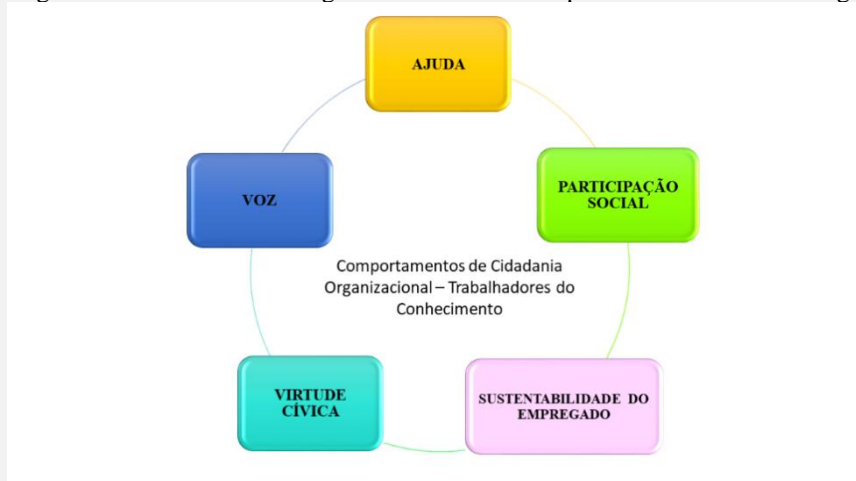 AJUDA
PARTICIPAÇÃO
SOCIAL
VOZ
Comportamentos de Cidadania
Organizacional – Trabalhadores do
Conhecimento
VIRTUDE
CÍVICA
SUSTENTABILIDADE DO
EMPREGADO